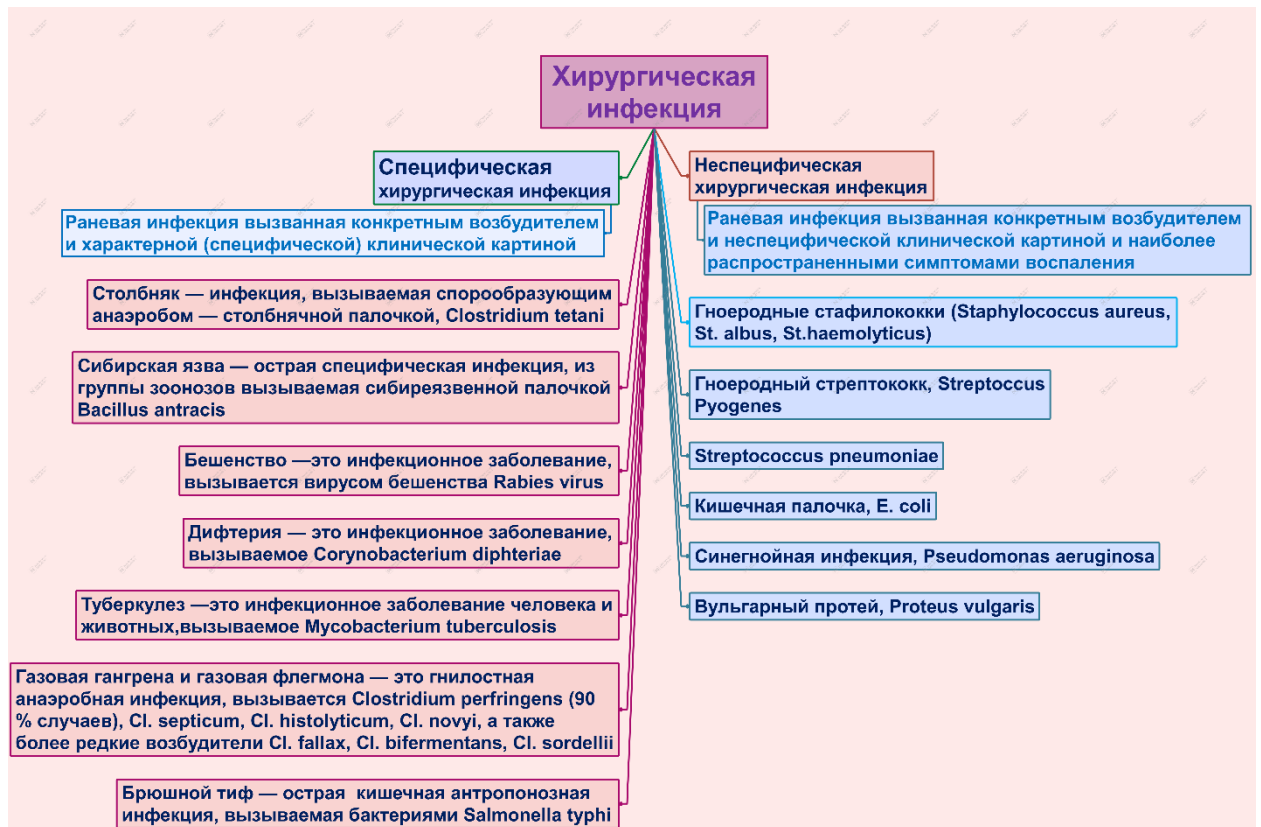 Хирургическая
инфекция
Специфическая
хирургическая инфекция
Раневая инфекция вызванная конкретным возбудителем
и характерной (специфической) клинической картиной
Столбняк — инфекция, вызываемая спорообразующим
анаэробом — столбнячной палочкой, Clostridium tetani
Сибирская язва — острая специфическая инфекция, из
группы зоонозов вызываемая сибиреязвенной палочкой
Bacillus antracis
Бешенство —это инфекционное заболевание,
вызывается вирусом бешенства Rabies virus
Дифтерия — это инфекционное заболевание,
вызываемое Corynobacterium diphteriae
Туберкулез —это инфекционное заболевание человека и
животных,вызываемое Mycobacterium tuberculosis
Газовая гангрена и газовая флегмона — это гнилостная
анаэробная инфекция, вызывается Clostridium perfringens (90
% случаев), Cl. septicum, Cl. histolyticum, Cl. novyi, а также
более редкие возбудители Cl. fallax, Cl. bifermentans, Cl. sordellii
Брюшной тиф — острая  кишечная антропонозная
инфекция, вызываемая бактериями Salmonella typhi
Неспецифическая
хирургическая инфекция
Раневая инфекция вызванная конкретным возбудителем
и неспецифической клинической картиной и наиболее
распространенными симптомами воспаления
Гноеродные стафилококки (Staphylococcus aureus,
St. albus, St.haemolyticus)
Гноеродный стрептококк, Streptoccus
Pyogenes
Streptococcus pneumoniae
Кишечная палочка, E. coli
Синегнойная инфекция, Pseudomonas aeruginosa
Вульгарный протей, Proteus vulgaris